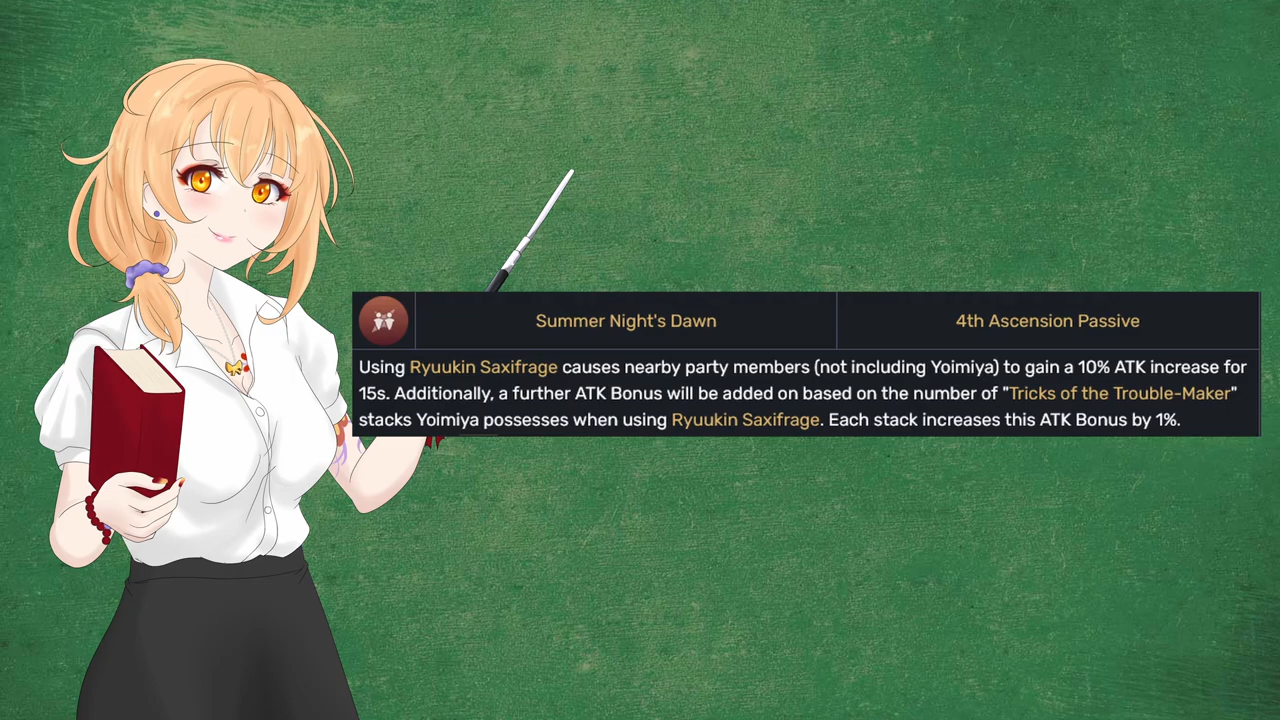 Summer Night's Dawn 4th Ascension Passive
Using Ryuukin Saxifrage causes nearby party members (not including Yoimiya) to gain a 10% ATK increase for
15s. Additionally, a further ATK Bonus will be added on based on the number of "Tricks of the Trouble-Maker"
stacks Yoimiya possesses when using Ryuukin Saxifrage. Each stack increases this ATK Bonus by 1%.